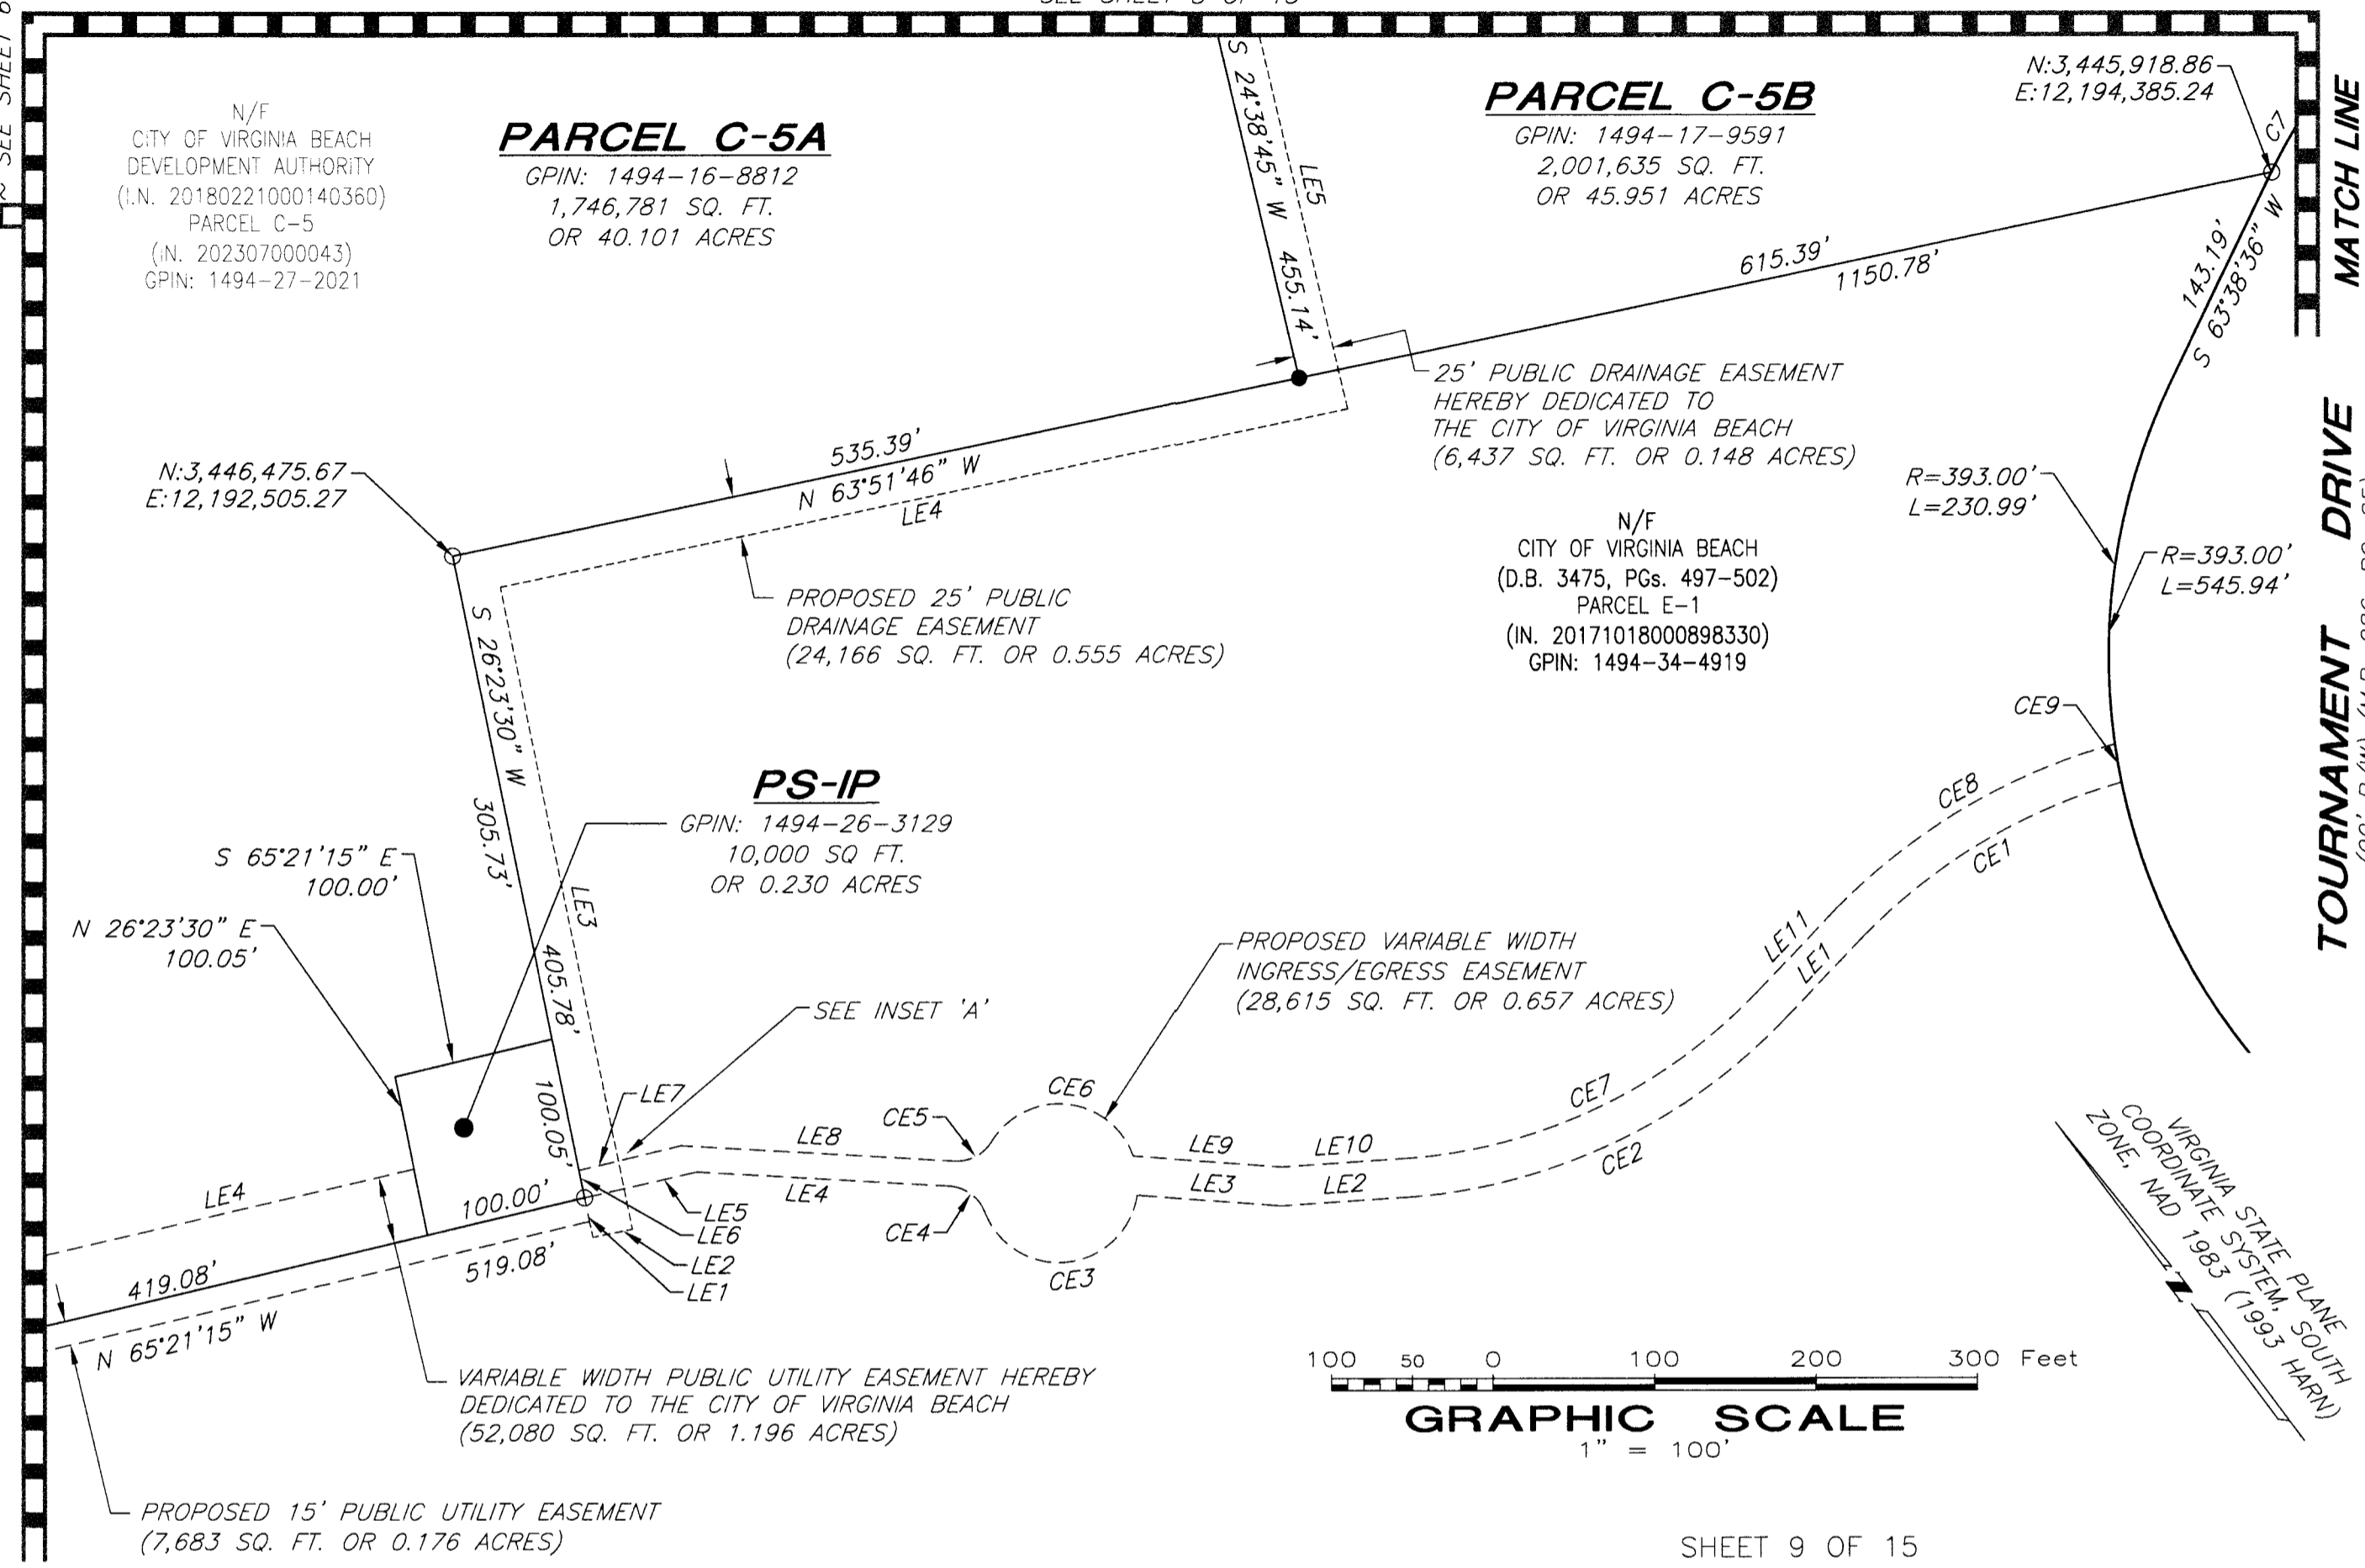 N/F
CITY OF VIRGINIA BEACH
DEVELOPMENT AUTHORITY
(I.N. 20180221000140360)
PARCEL C-5
(IN. 202307000043)
GPIN: 1494-27-2021
PARCEL C-5A
GPIN: 1494-16-8812
1,746,781 SQ. FT.
OR 40.101 ACRES
S 24°38'45" W 455.14'
LE5
PARCEL C-5B
GPIN: 1494-17-9591
2,001,635 SQ. FT.
OR 45.951 ACRES
N:3,445,918.86
E:12,194,385.24
C7
MATCH LINE
615.39'
1150.78'
143.19'
S 63°38'36" W
25' PUBLIC DRAINAGE EASEMENT
HEREBY DEDICATED TO
THE CITY OF VIRGINIA BEACH
(6,437 SQ. FT. OR 0.148 ACRES)
535.39'
N 63°51'46" W
LE4
N:3,446,475.67
E:12,192,505.27
R=393.00'
L=230.99'
R=393.00'
L=545.94'
N/F
CITY OF VIRGINIA BEACH
(D.B. 3475, PGs. 497-502)
PARCEL E-1
(IN. 20171018000898330)
GPIN: 1494-34-4919
PROPOSED 25' PUBLIC
DRAINAGE EASEMENT
(24,166 SQ. FT. OR 0.555 ACRES)
S 26°23'30" W
305.73'
405.78'
100.05'
LE3
TOURNAMENT DRIVE
CE9
CE8
CE1
PS-IP
GPIN: 1494-26-3129
10,000 SQ FT.
OR 0.230 ACRES
S 65°21'15" E
100.00'
N 26°23'30" E
100.05'
LE11
LE1
PROPOSED VARIABLE WIDTH
INGRESS/EGRESS EASEMENT
(28,615 SQ. FT. OR 0.657 ACRES)
SEE INSET 'A'
LE7
CE5
CE6
CE7
LE8
LE9
LE10
CE2
LE4
LE3
LE2
LE4
100.00'
LE5
LE6
LE2
LE1
CE4
CE3
419.08'
519.08'
N 65°21'15" W
VIRGINIA STATE PLANE
COORDINATE SYSTEM, SOUTH
ZONE, NAD 1983 (1993 HARN)
N
VARIABLE WIDTH PUBLIC UTILITY EASEMENT HEREBY
DEDICATED TO THE CITY OF VIRGINIA BEACH
(52,080 SQ. FT. OR 1.196 ACRES)
100 50 0 100 200 300 Feet
GRAPHIC SCALE
1" = 100'
PROPOSED 15' PUBLIC UTILITY EASEMENT
(7,683 SQ. FT. OR 0.176 ACRES)
SHEET 9 OF 15